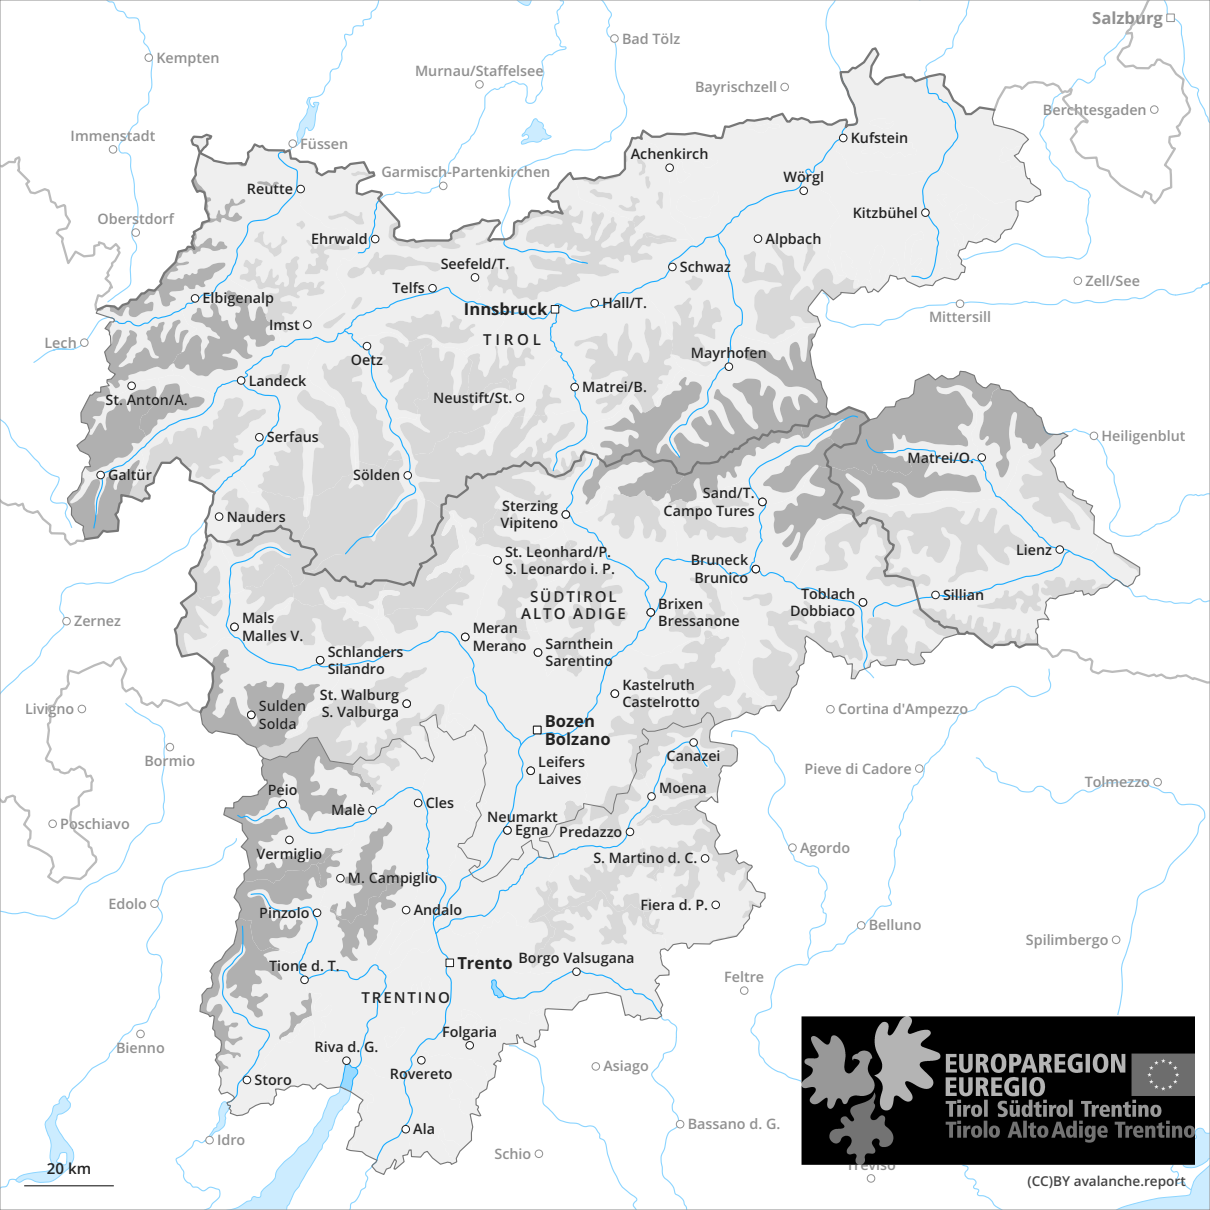 Salzburg
Bad Tölz
Kempten
Murnau/Staffelsee
Bayrischzell
Berchtesgaden
Immenstadt
Füssen
Kufstein
Achenkirch
Garmisch-Partenkirchen
Wörgl
Reutte
Oberstdorf
Kitzbühel
Ehrwald
Alpbach
Seefeld/T.
Schwaz
Zell/See
Telfs
Elbigenalp
Innsbruck
Hall/T.
Mittersill
Imst
TIROL
Lech
Oetz
Mayrhofen
Landeck
Matrei/B.
St. Anton/A.
Neustift/St.
Serfaus
Heiligenblut
Matrei/O.
Galtür
Sölden
Sand/T.
Campo Tures
Sterzing
Vipiteno
Nauders
St. Leonhard/P.
S. Leonardo i. P.
Lienz
Bruneck
Brunico
SÜDTIROL
ALTO ADIGE
Toblach
Dobbiaco
Sillian
Brixen
Bressanone
Zernez
Mals
Malles V.
Meran
Merano
Sarnthein
Sarentino
Schlanders
Silandro
Kastelruth
Castelrotto
St. Walburg
S. Valburga
Sulden
Solda
Livigno
Cortina d'Ampezzo
Bozen
Bolzano
Bormio
Canazei
Leifers
Laives
Pieve di Cadore
Tolmezzo
Peio
Moena
Malè
Cles
Neumarkt
Egna
Predazzo
Poschiavo
Vermiglio
S. Martino d. C.
Agordo
M. Campiglio
Edolo
Pinzolo
Andalo
Fiera d. P.
Belluno
Spilimbergo
Trento
Borgo Valsugana
Tione d. T.
Feltre
TRENTINO
Folgaria
Bienno
Riva d. G.
Rovereto
Asiago
Storo
EUROPAREGION
EUREGIO
Tirol Südtirol Trentino
Tirolo Alto Adige Trentino
Ala
Idro
Bassano d. G.
Schio
Treviso
20 km
(CC)BY avalanche.report